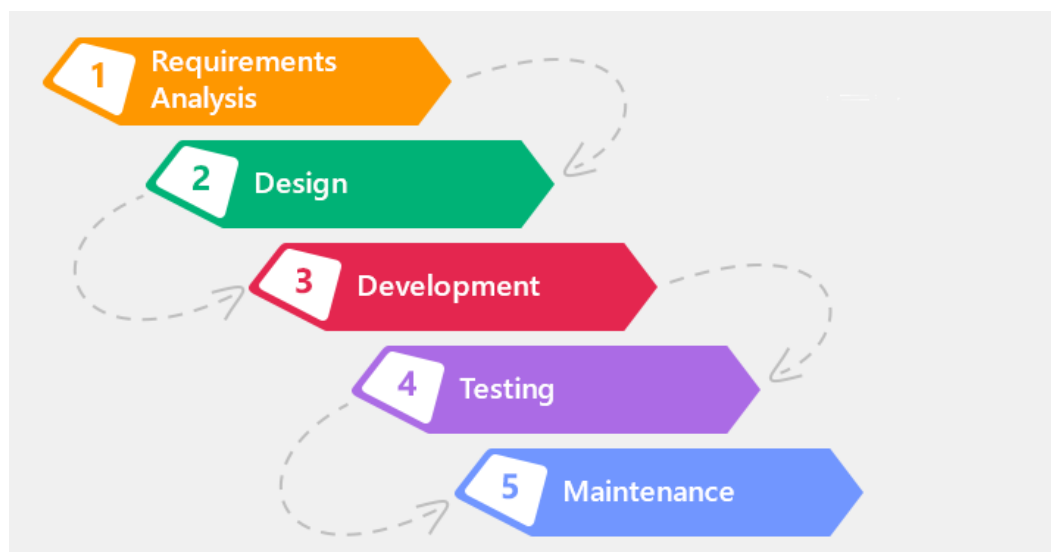 1
Requirements
Analysis
2
Design
3
Development
4
Testing
5
Maintenance